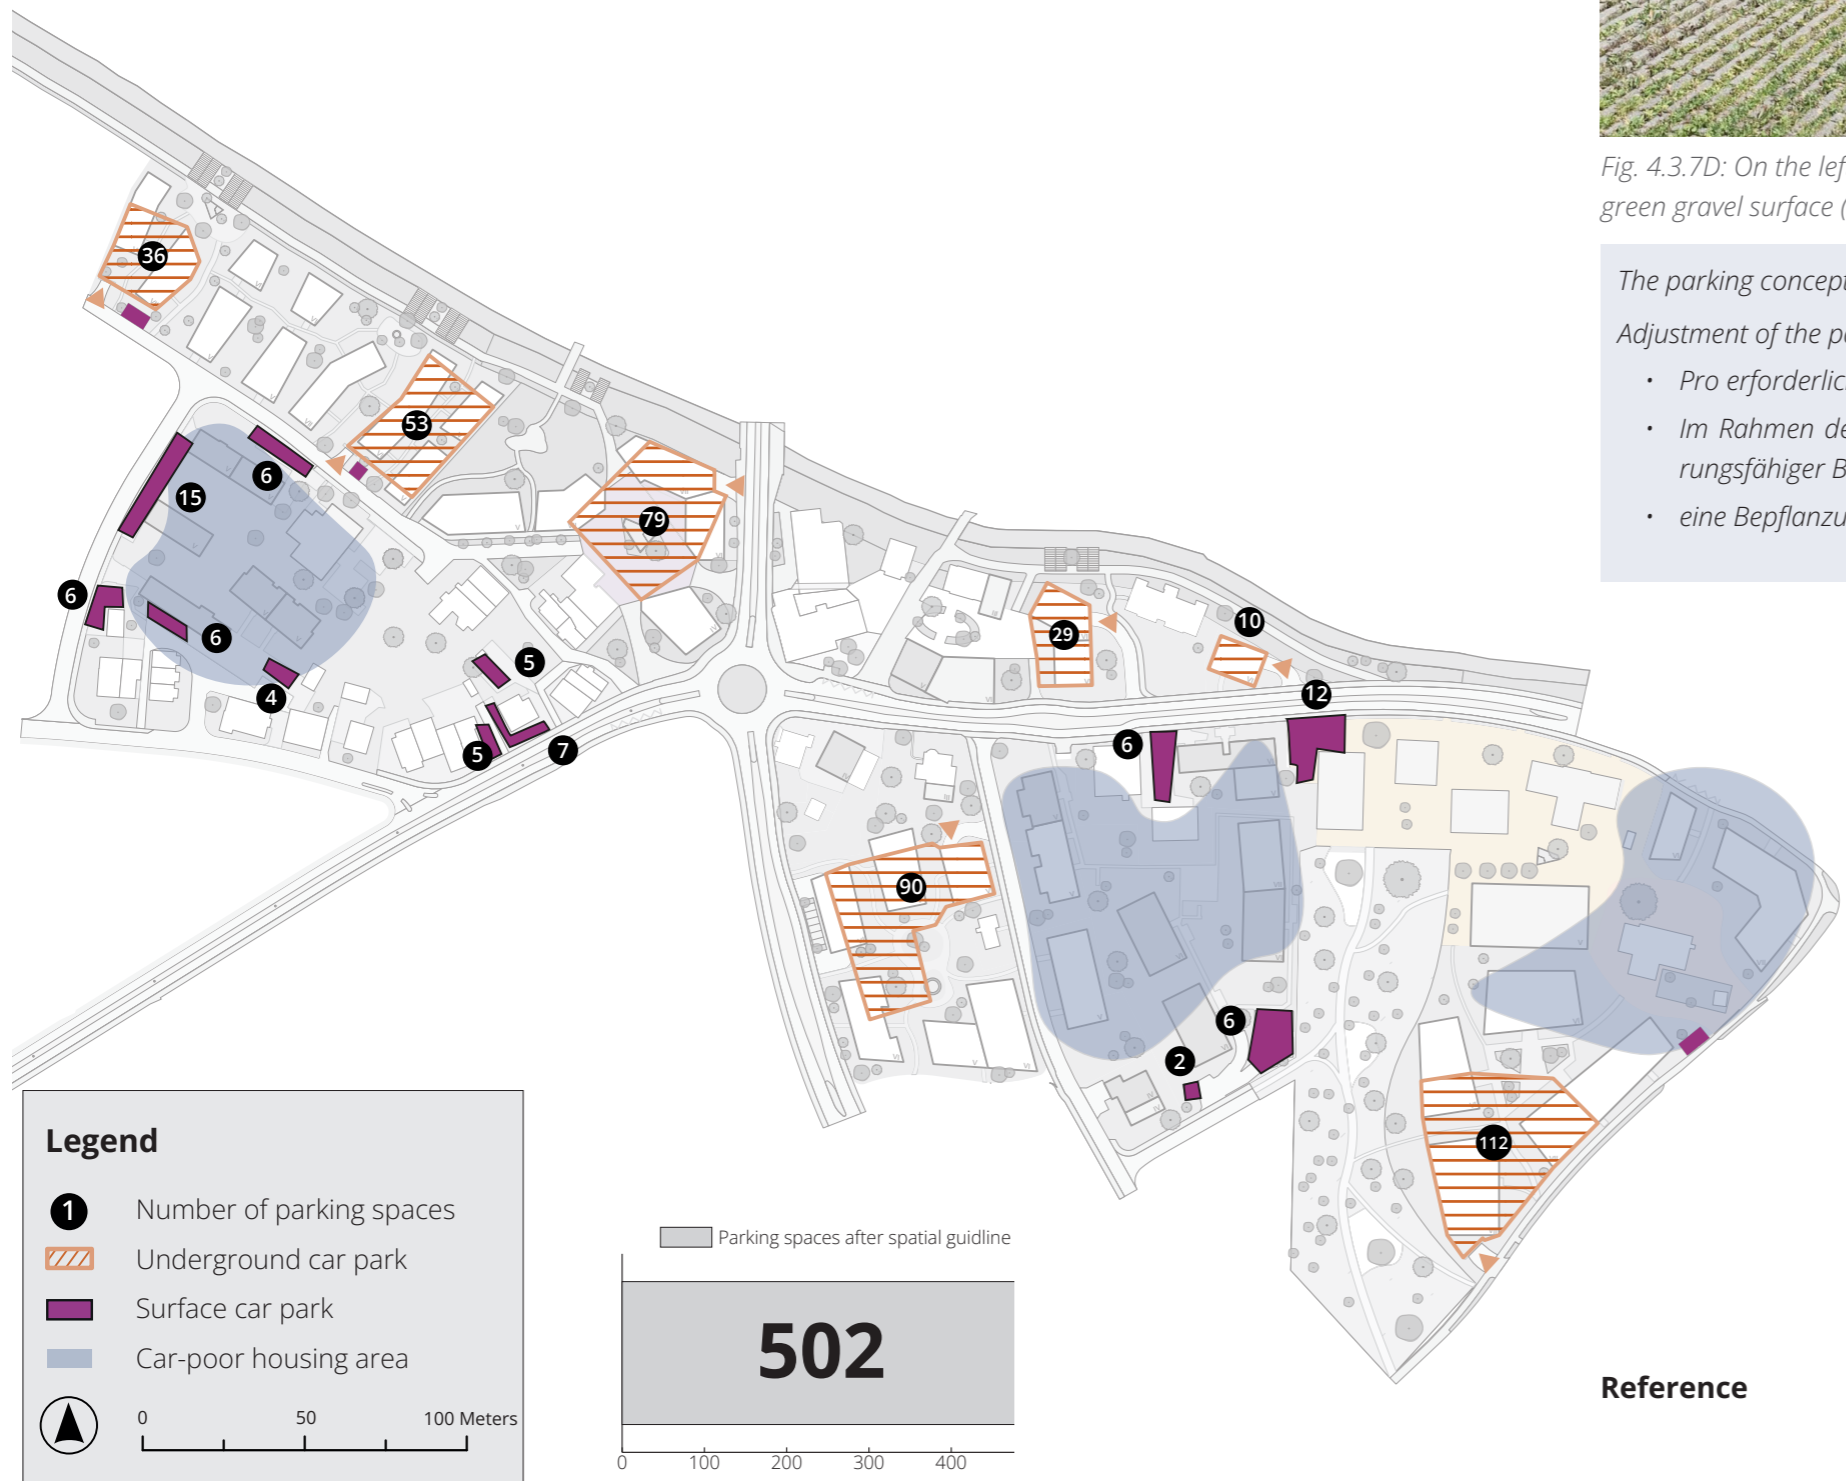 Fig. 4.3.7D: On the lef
green gravel surface (
The parking concept
Adjustment of the pa
• Pro erforderlic
• Im Rahmen de
rungsfähiger B
• eine Bepflanzu
36
53
79
6
15
6
6
4
5
5
7
29
10
12
6
90
6
2
112
Legend
1 Number of parking spaces
Underground car park
Surface car park
Car-poor housing area
0 50 100 Meters
Parking spaces after spatial guidline
502
0 100 200 300 400
Reference